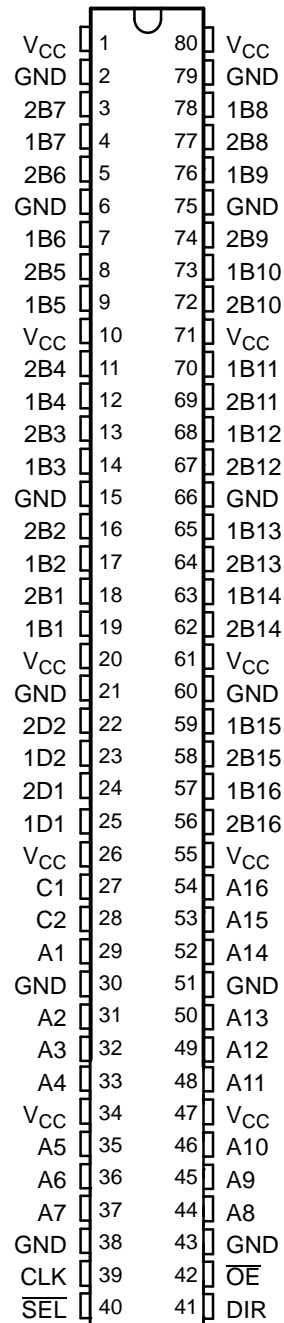 VCC 1 80 VCC
GND 2 79 GND
2B7 3 78 1B8
1B7 4 77 2B8
2B6 5 76 1B9
GND 6 75 GND
1B6 7 74 2B9
2B5 8 73 1B10
1B5 9 72 2B10
VCC 10 71 VCC
2B4 11 70 1B11
1B4 12 69 2B11
2B3 13 68 1B12
1B3 14 67 2B12
GND 15 66 GND
2B2 16 65 1B13
1B2 17 64 2B13
2B1 18 63 1B14
1B1 19 62 2B14
VCC 20 61 VCC
GND 21 60 GND
2D2 22 59 1B15
1D2 23 58 2B15
2D1 24 57 1B16
1D1 25 56 2B16
VCC 26 55 VCC
C1 27 54 A16
C2 28 53 A15
A1 29 52 A14
GND 30 51 GND
A2 31 50 A13
A3 32 49 A12
A4 33 48 A11
VCC 34 47 VCC
A5 35 46 A10
A6 36 45 A9
A7 37 44 A8
GND 38 43 GND
CLK 39 42 O̅E̅
S̅E̅L̅ 40 41 DIR